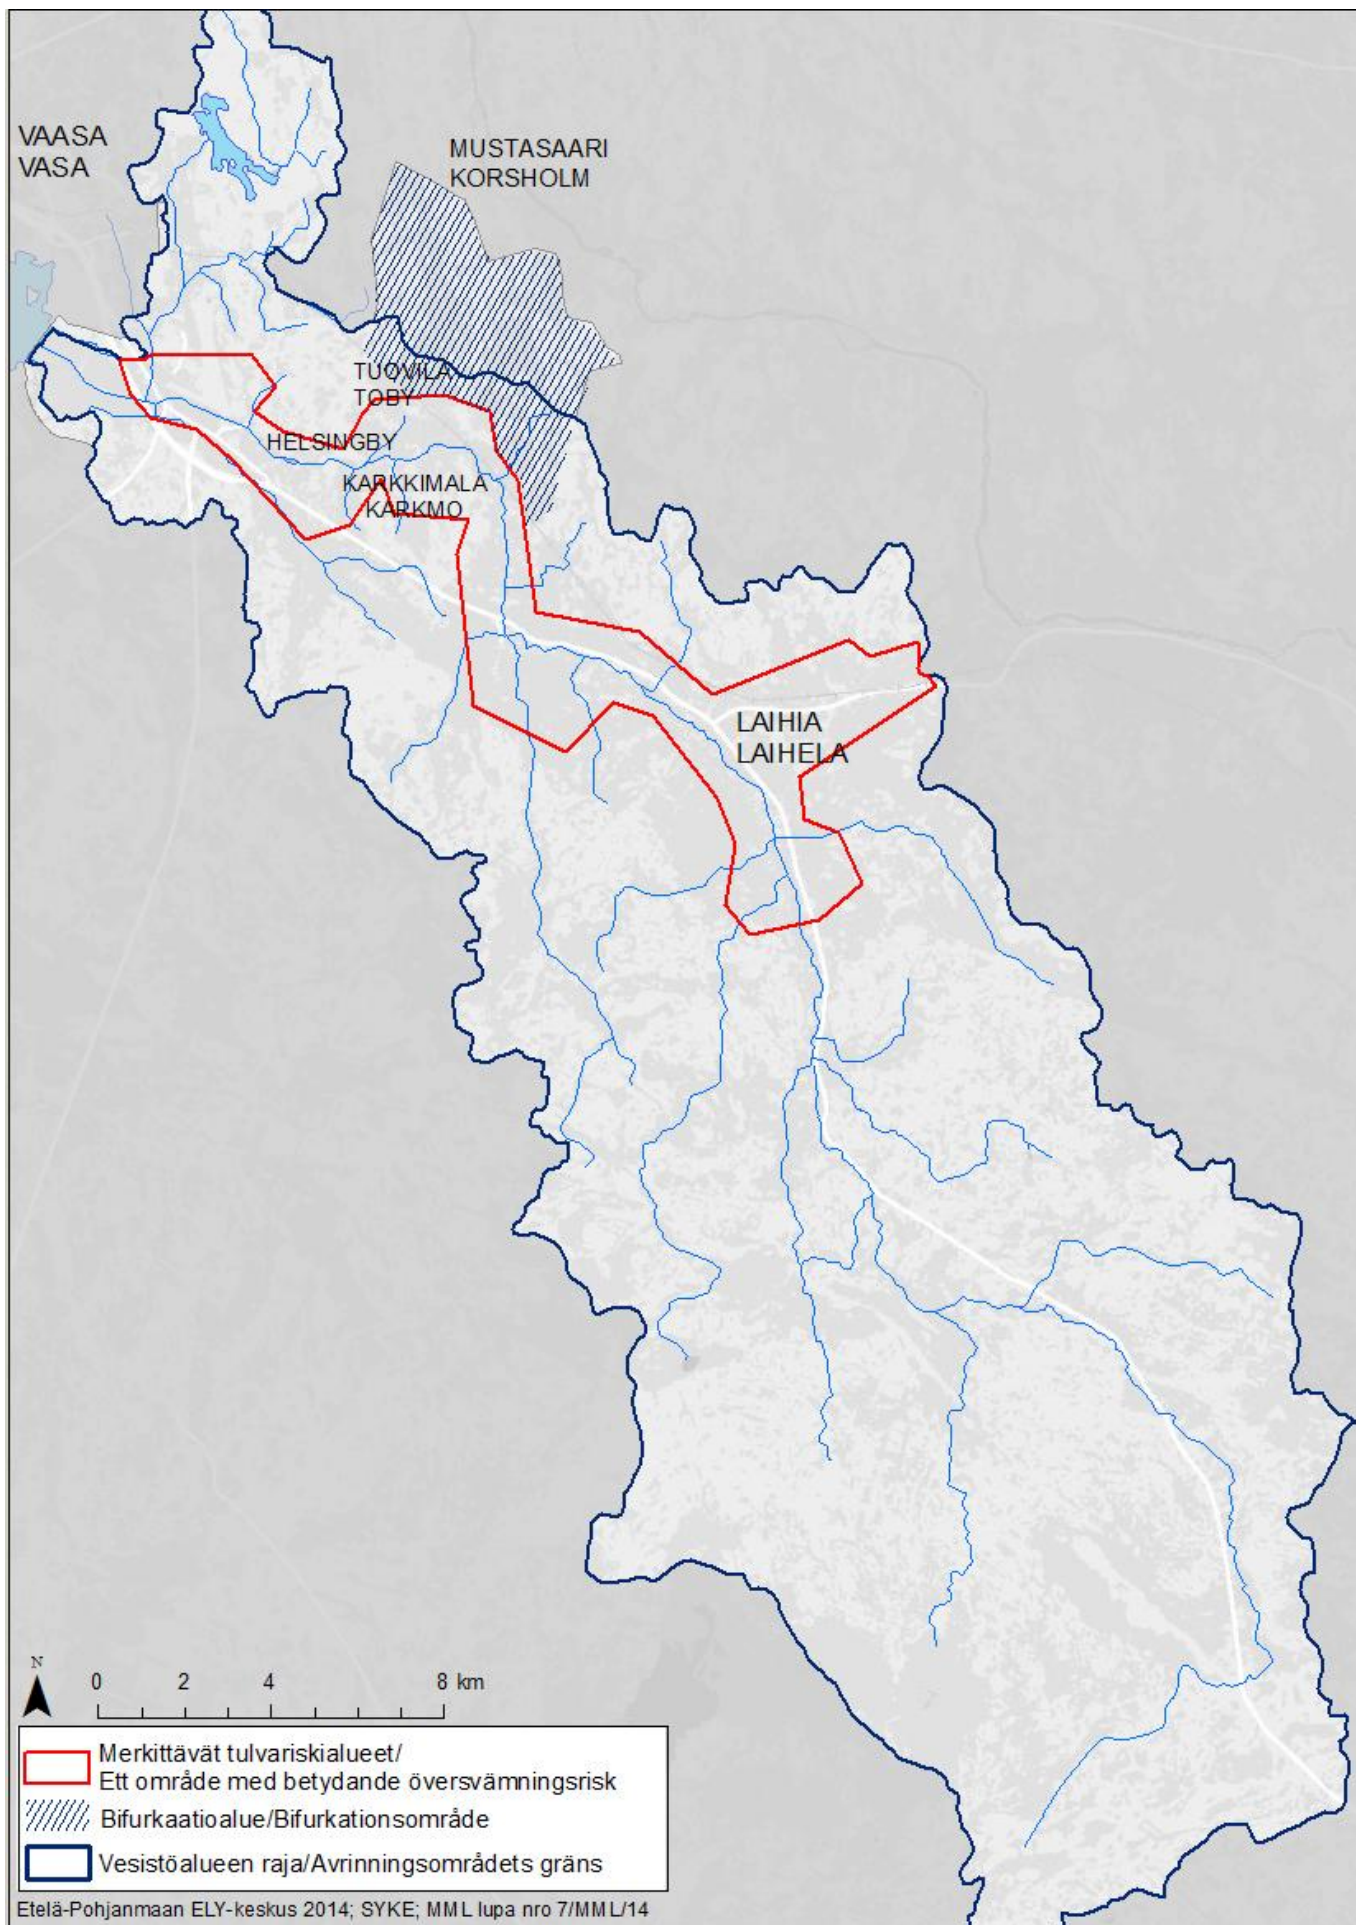 VAASA
VASA
MUSTASAARI
KORSHOLM
TUOVILA
TOBY
HELSINGBY
KARKKIMALA
KARKMO
LAIHIA
LAIHELA
N
0 2 4 8 km
Merkittävät tulvariskialueet/
Ett område med betydande översvämningsrisk
Bifurkaatioalue/Bifurkationsområde
Vesistöalueen raja/Avrinningsområdets gräns
Etelä-Pohjanmaan ELY-keskus 2014; SYKE; MML lupa nro 7/MML/14